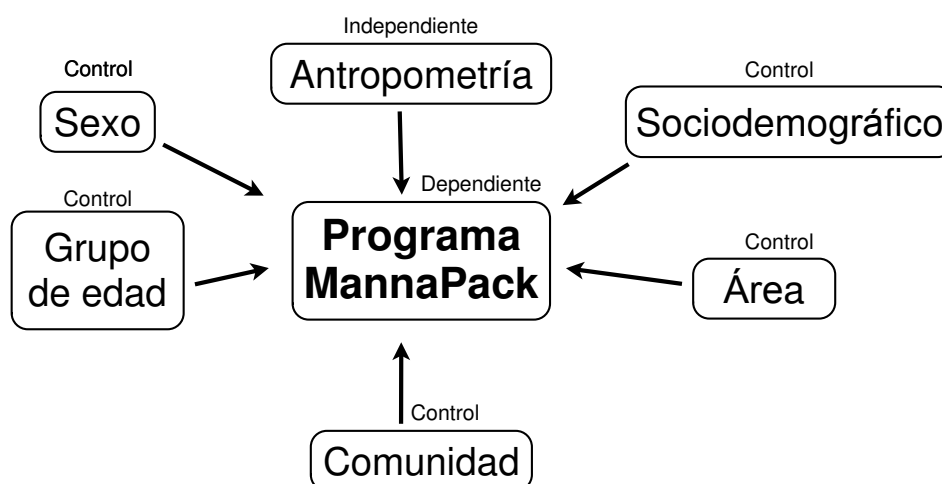 Independiente
Antropometría
Control
Sexo
Control
Sociodemográfico
Control
Grupo
de edad
Dependiente
Programa
MannaPack
Control
Área
Control
Comunidad